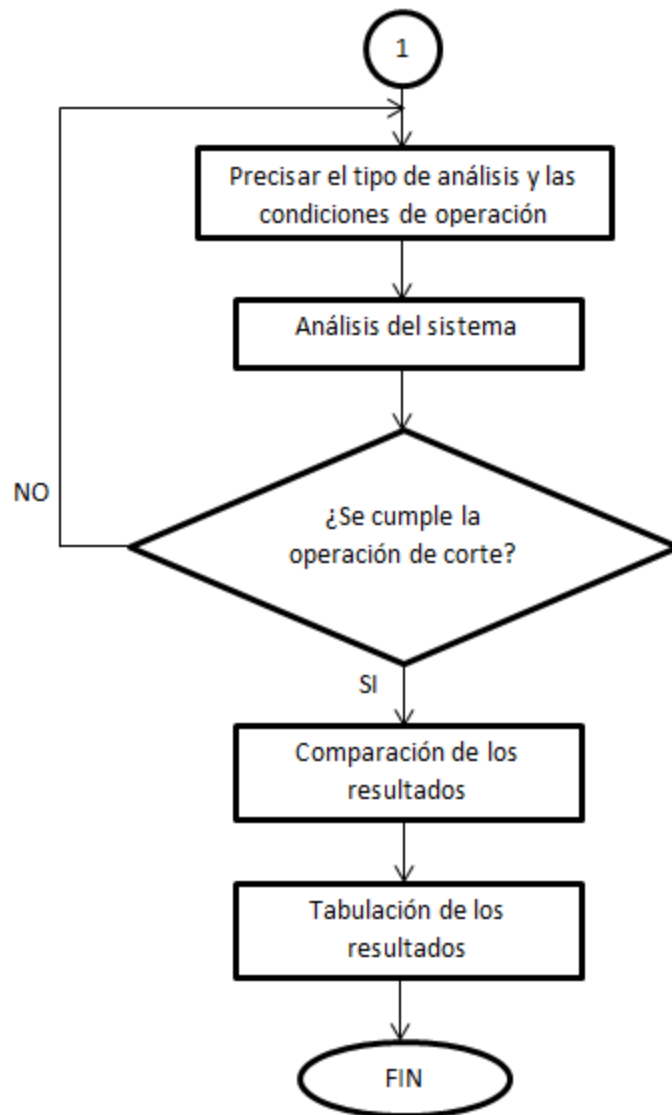 1
Precisar el tipo de análisis y las
condiciones de operación
Análisis del sistema
NO
¿Se cumple la
operación de corte?
SI
Comparación de los
resultados
Tabulación de los
resultados
FIN